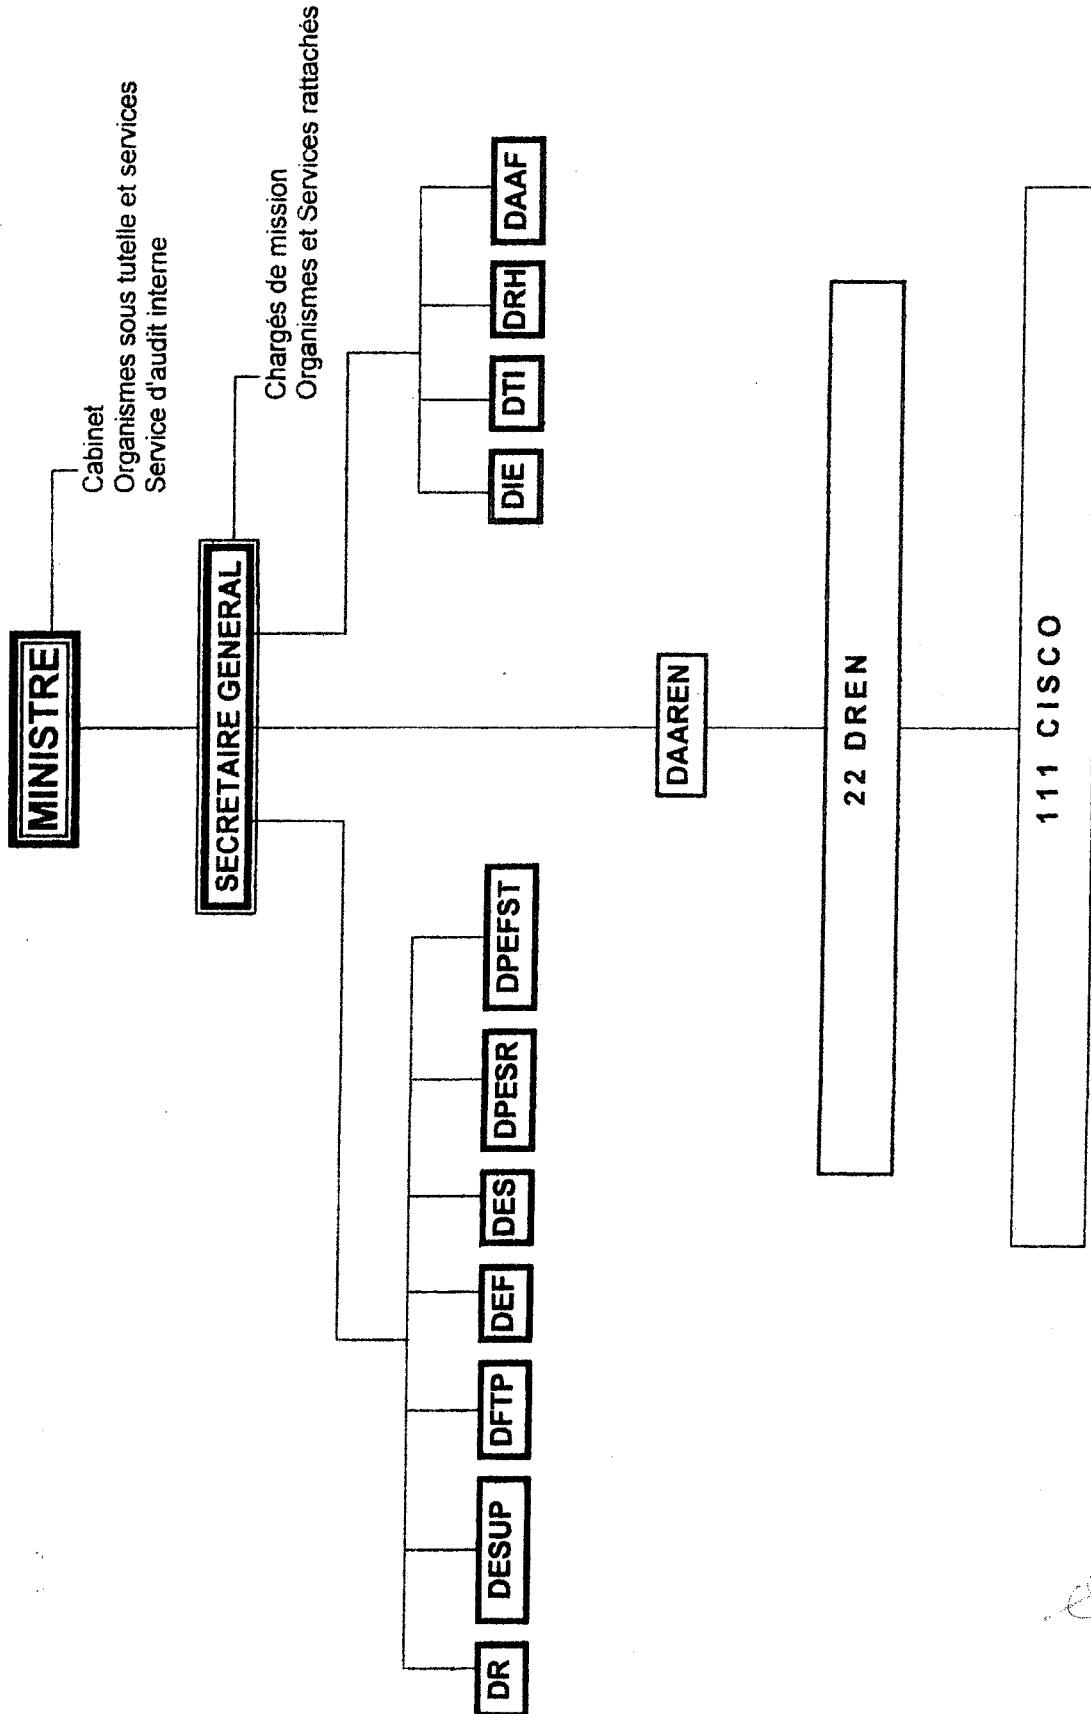 MINISTRE
Cabinet
Organismes sous tutelle et services
Service d'audit interne
SECRETAIRE GENERAL
Chargés de mission
Organismes et Services rattachés
DR
DESUP
DFTP
DEF
DES
DPESR
DPEFST
DIE
DTI
DRH
DAAF
DAAREN
22 DREN
111 CISCO